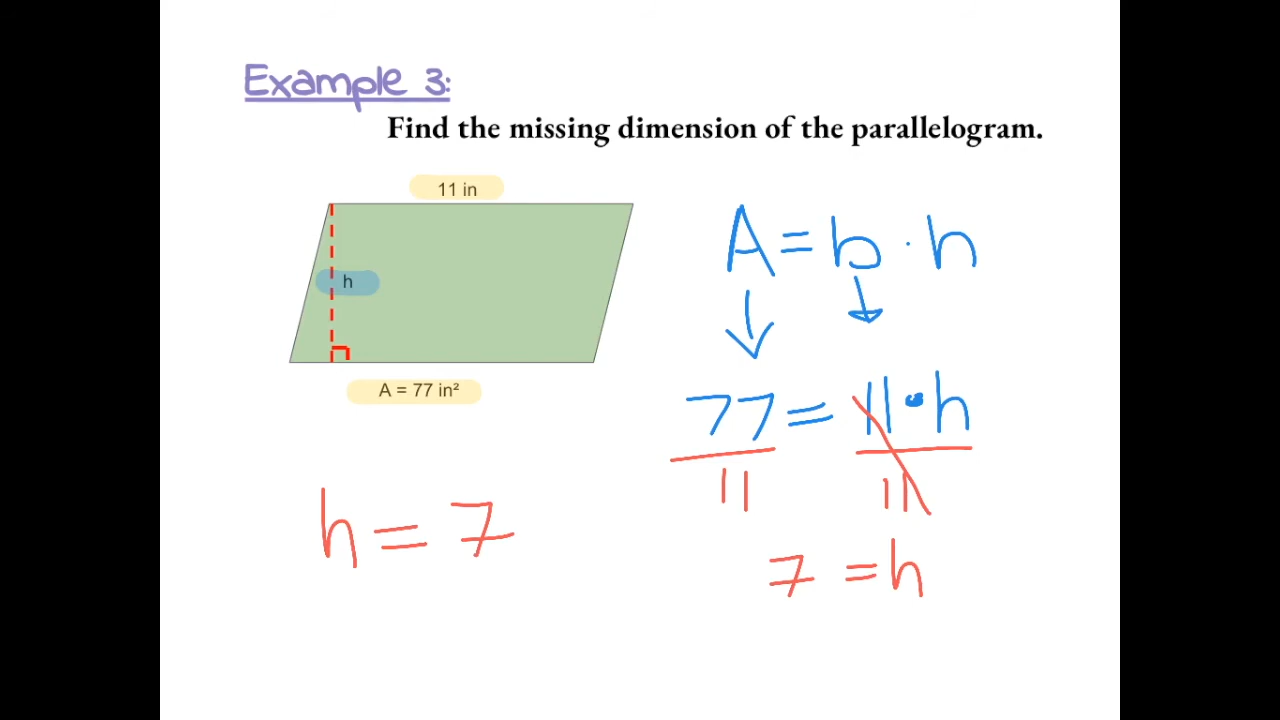 Example 3:
Find the missing dimension of the parallelogram.
11 in
h
A = 77 in²
A = b · h
77 = 11 · h
11 11
7 = h
h = 7